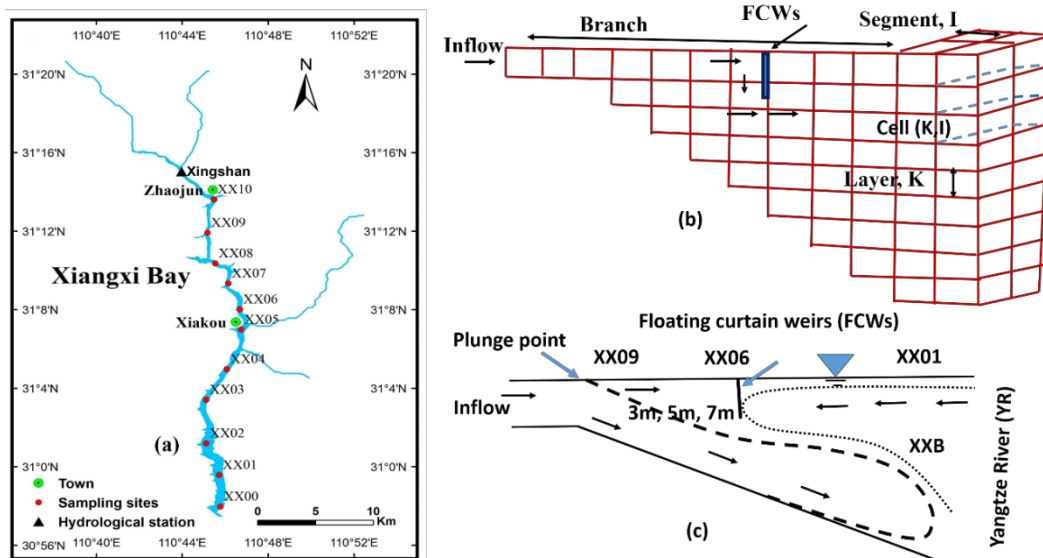 110°40'E 110°44'E 110°48'E 110°52'E
31°20'N
31°16'N
31°12'N
31°8'N
31°4'N
31°0'N
30°56'N
N
Xingshan
Zhaojun
XX10
XX09
XX08
Xiangxi Bay
XX07
XX06
Xiakou
XX05
XX04
XX03
(a)
XX02
XX01
XX00
Town
Sampling sites
Hydrological station
0 5 10
Km
31°20'N
31°16'N
31°12'N
31°8'N
31°4'N
31°0'N
30°56'N
110°40'E 110°44'E 110°48'E 110°52'E
FCWs
Branch
Segment, I
Inflow
Cell (K,I)
Layer, K
(b)
Floating curtain weirs (FCWs)
Plunge point
XX09
XX06
XX01
Inflow
3m, 5m, 7m
XXB
Yangtze River (YR)
(c)